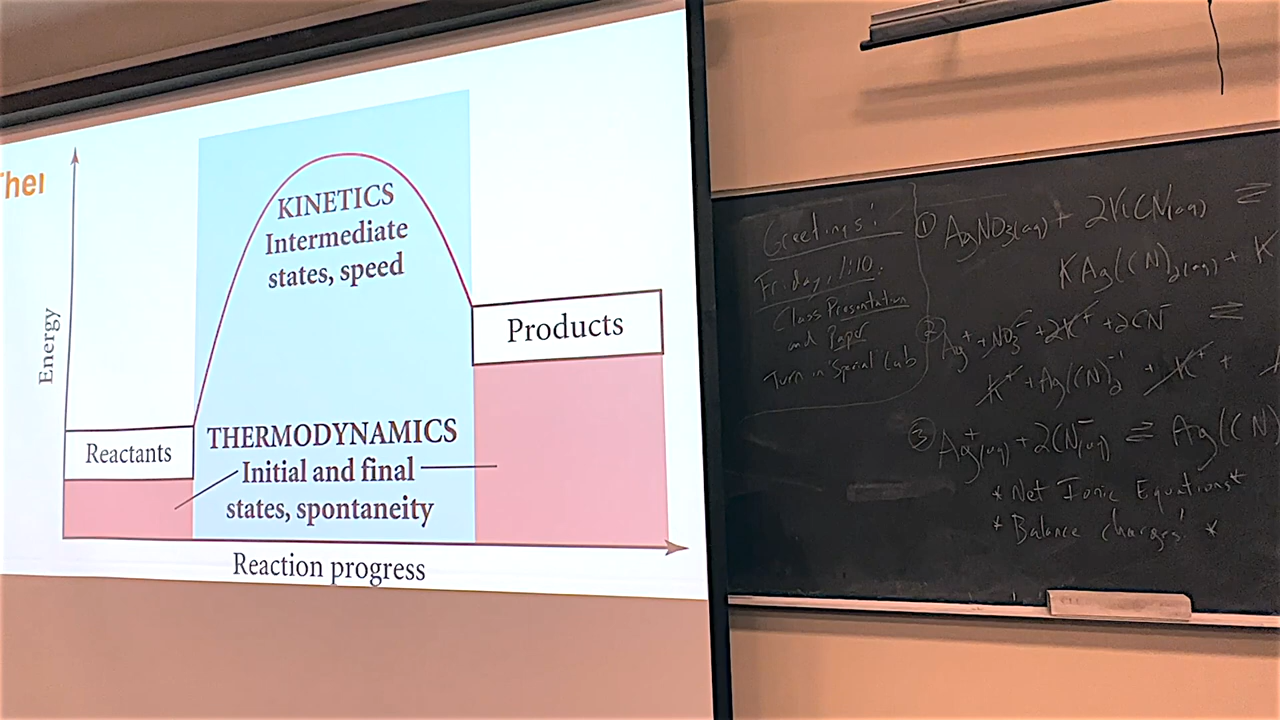 Ther
KINETICS
Intermediate
states, speed
Energy
Products
Reactants
THERMODYNAMICS
Initial and final
states, spontaneity
Reaction progress
Greetings!
Friday, 1:10.
Class Presentation
and Paper
Turn in Special Lab
① AgNO3(aq) + 2KCN(aq) ⇌
KAg(CN)2(aq) + K
② Ag+ + NO3- + 2K+ + 2CN- ⇌
K+ + Ag(CN)2-1 + K+ +
③ Ag+(aq) + 2CN-(aq) ⇌ Ag(CN)
* Net Ionic Equations *
* Balance charges! *